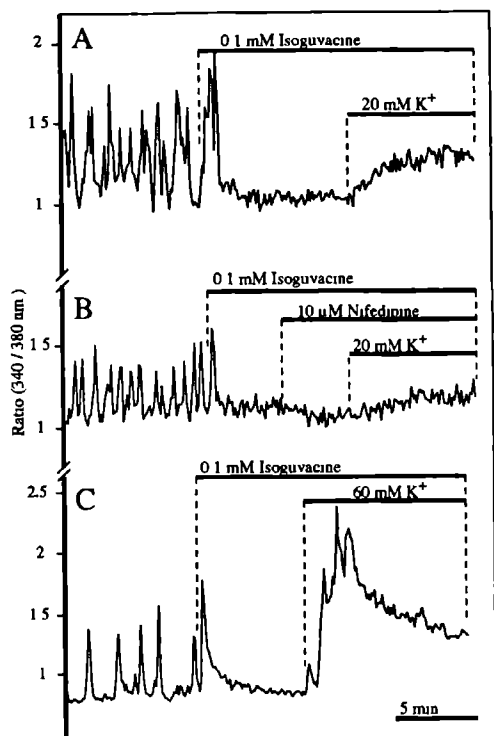 2
A
0 1 mM Isoguvacine
20 mM K+
1 5
1
0 1 mM Isoguvacine
B
10 uM Nifedipine
1 5
20 mM K+
1
Ratio (340 / 380 nm)
0 1 mM Isoguvacine
2.5
C
60 mM K+
2
1.5
1
5 min